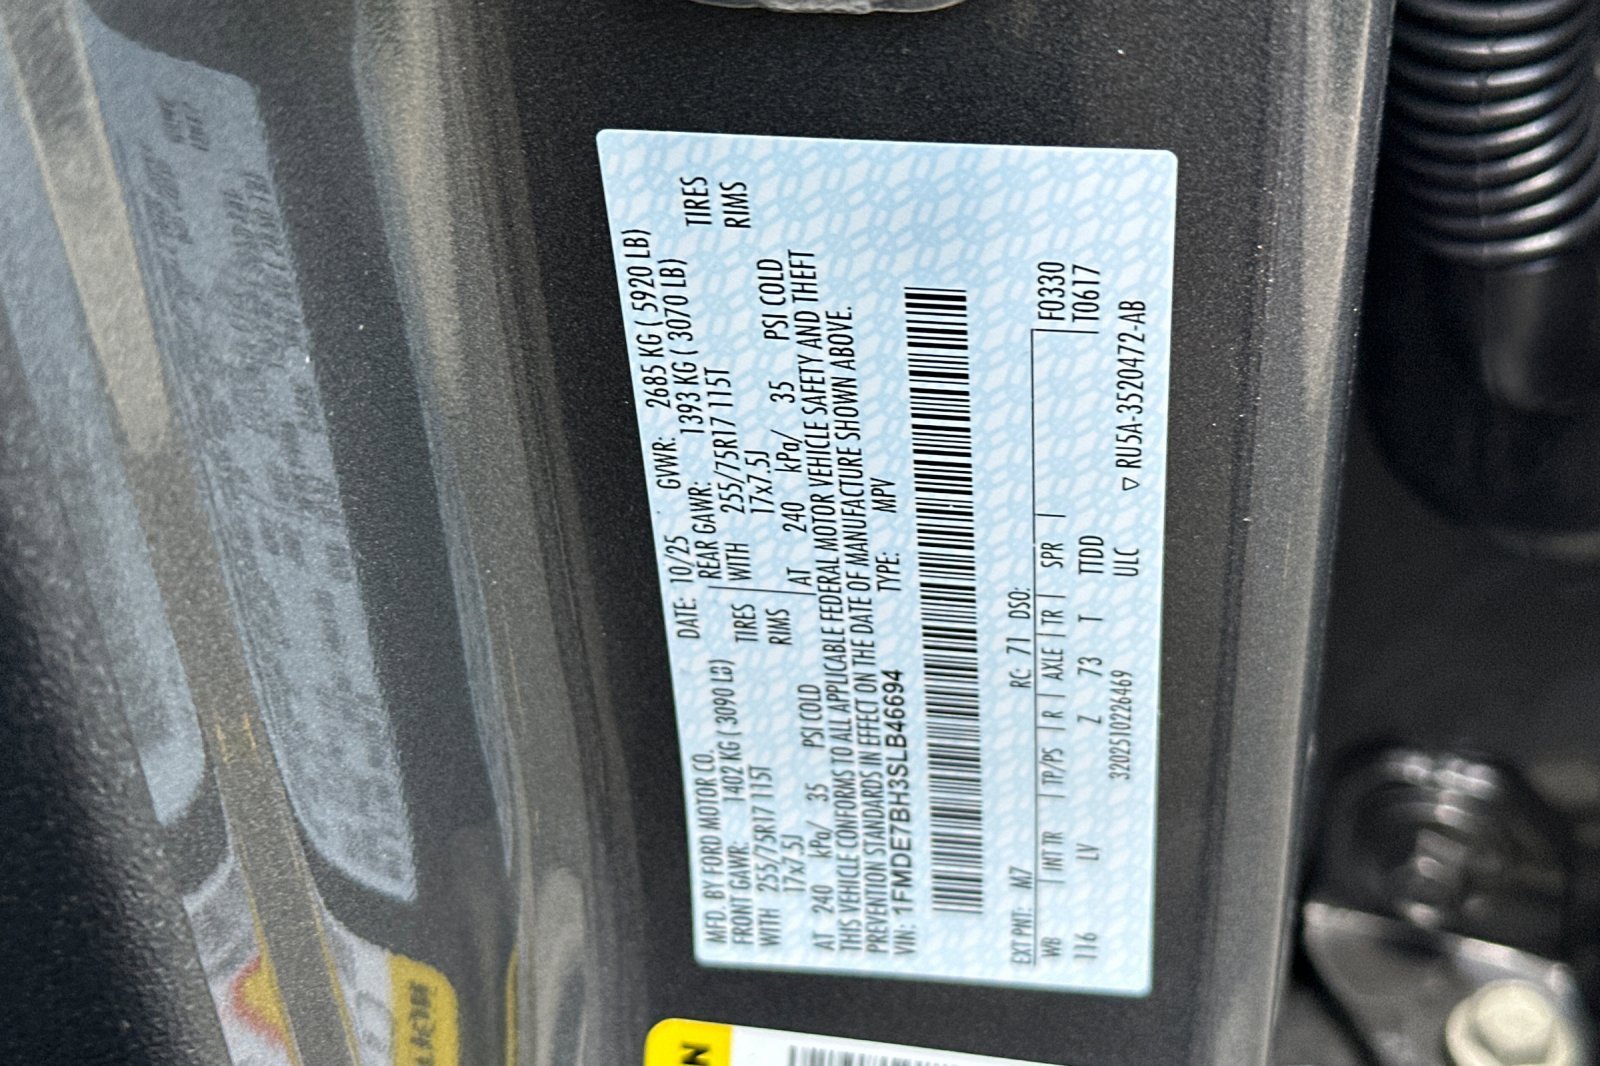 MFD. BY FORD MOTOR CO. DATE: 10/25 GVWR: 2685 KG ( 5920 LB)
FRONT GAWR: 1402 KG ( 3090 LB) REAR GAWR: 1393 KG ( 3070 LB)
WITH 255/75R17 115T TIRES WITH 255/75R17 115T TIRES
17x7.5J RIMS 17x7.5J RIMS
AT 240 kPa/ 35 PSI COLD AT 240 kPa/ 35 PSI COLD
THIS VEHICLE CONFORMS TO ALL APPLICABLE FEDERAL MOTOR VEHICLE SAFETY AND THEFT
PREVENTION STANDARDS IN EFFECT ON THE DATE OF MANUFACTURE SHOWN ABOVE.
VIN: 1FMDE7BH3SLB46694 TYPE: MPV
F0330
T0617
EXT PNT: M7 RC: 71 DSO:
WB | INT TR | TP/PS | R | AXLE | TR | SPR |
116 LV Z 73 T TTDD
3202510226469 ULC ▽ RU5A-3520472-AB